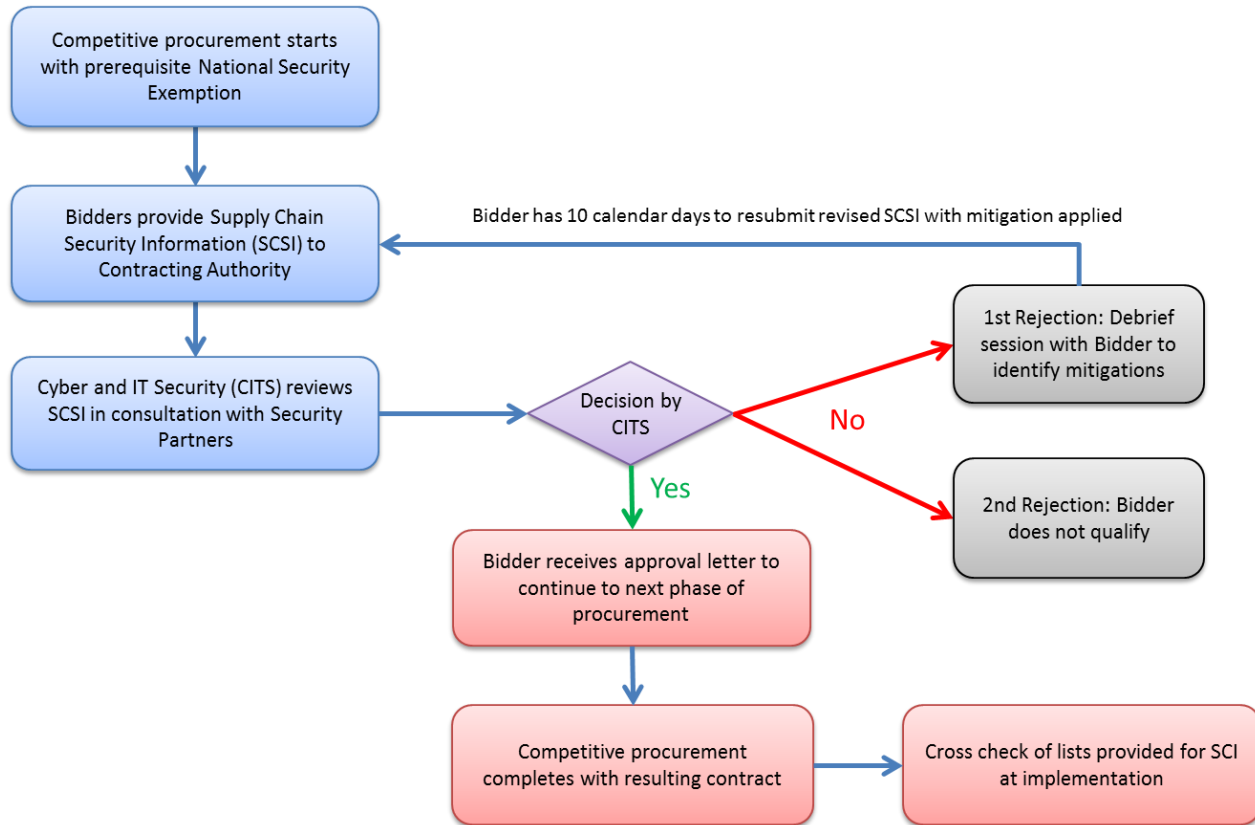 Competitive procurement starts
with prerequisite National Security
Exemption
Bidders provide Supply Chain
Security Information (SCSI) to
Contracting Authority
Bidder has 10 calendar days to resubmit revised SCSI with mitigation applied
1st Rejection: Debrief
session with Bidder to
identify mitigations
Cyber and IT Security (CITS) reviews
SCSI in consultation with Security
Partners
Decision by
CITS
No
Yes
2nd Rejection: Bidder
does not qualify
Bidder receives approval letter to
continue to next phase of
procurement
Competitive procurement
completes with resulting contract
Cross check of lists provided for SCI
at implementation